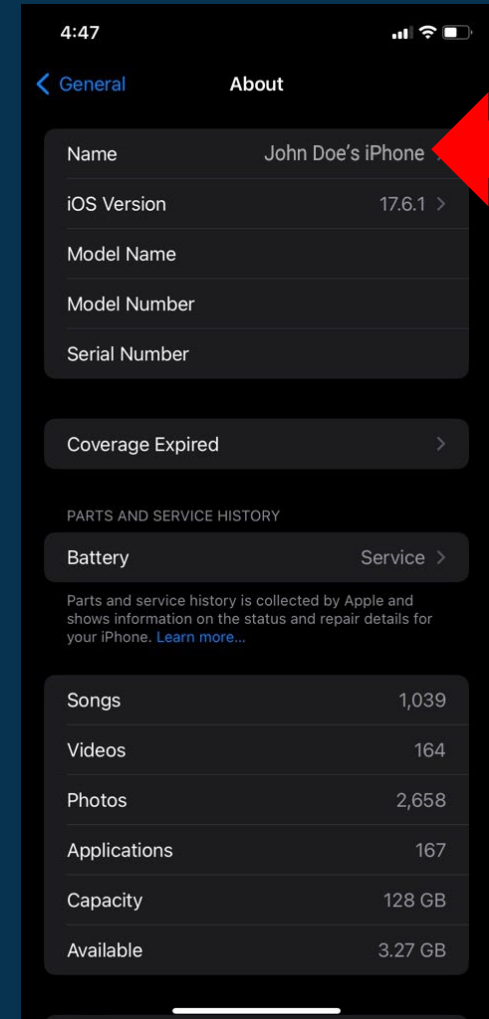 4:47
General
About
Name John Doe's iPhone
iOS Version 17.6.1
Model Name
Model Number
Serial Number
Coverage Expired
PARTS AND SERVICE HISTORY
Battery Service
Parts and service history is collected by Apple and
shows information on the status and repair details for
your iPhone. Learn more...
Songs 1,039
Videos 164
Photos 2,658
Applications 167
Capacity 128 GB
Available 3.27 GB